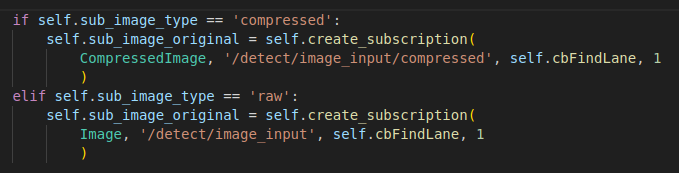 if self.sub_image_type == 'compressed':
    self.sub_image_original = self.create_subscription(
        CompressedImage, '/detect/image_input/compressed', self.cbFindLane, 1
        )
elif self.sub_image_type == 'raw':
    self.sub_image_original = self.create_subscription(
        Image, '/detect/image_input', self.cbFindLane, 1
        )